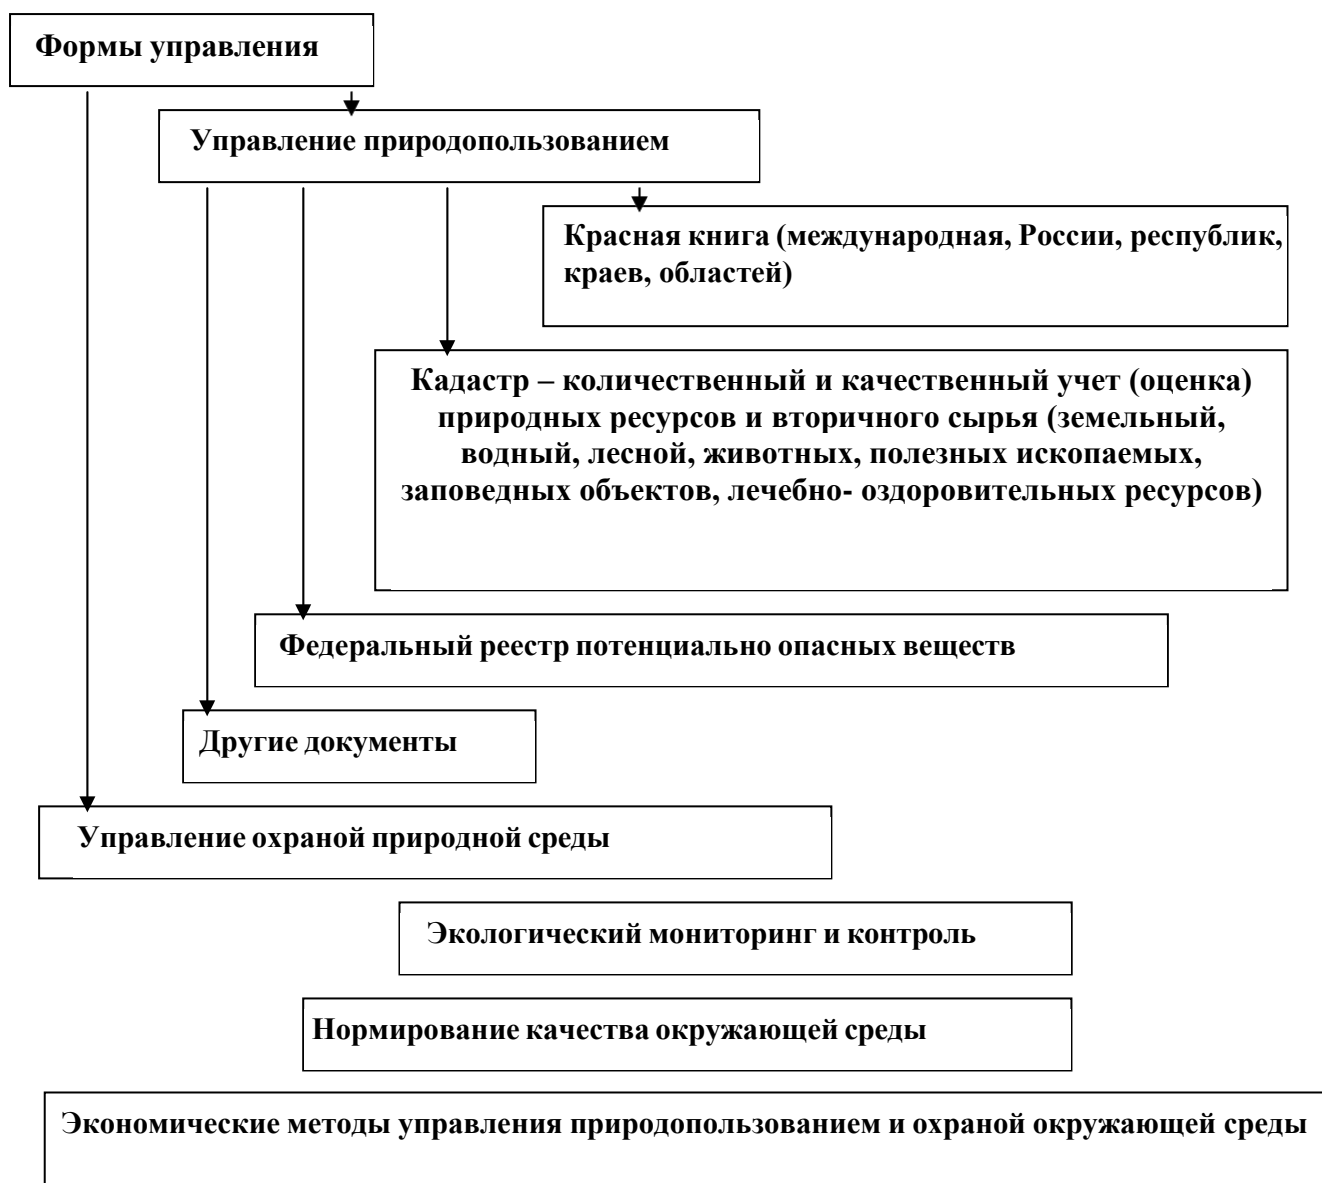 Формы управления
Управление природопользованием
Красная книга (международная, России, республик,
краев, областей)
Кадастр – количественный и качественный учет (оценка)
природных ресурсов и вторичного сырья (земельный,
водный, лесной, животных, полезных ископаемых,
заповедных объектов, лечебно- оздоровительных ресурсов)
Федеральный реестр потенциально опасных веществ
Другие документы
Управление охраной природной среды
Экологический мониторинг и контроль
Нормирование качества окружающей среды
Экономические методы управления природопользованием и охраной окружающей среды